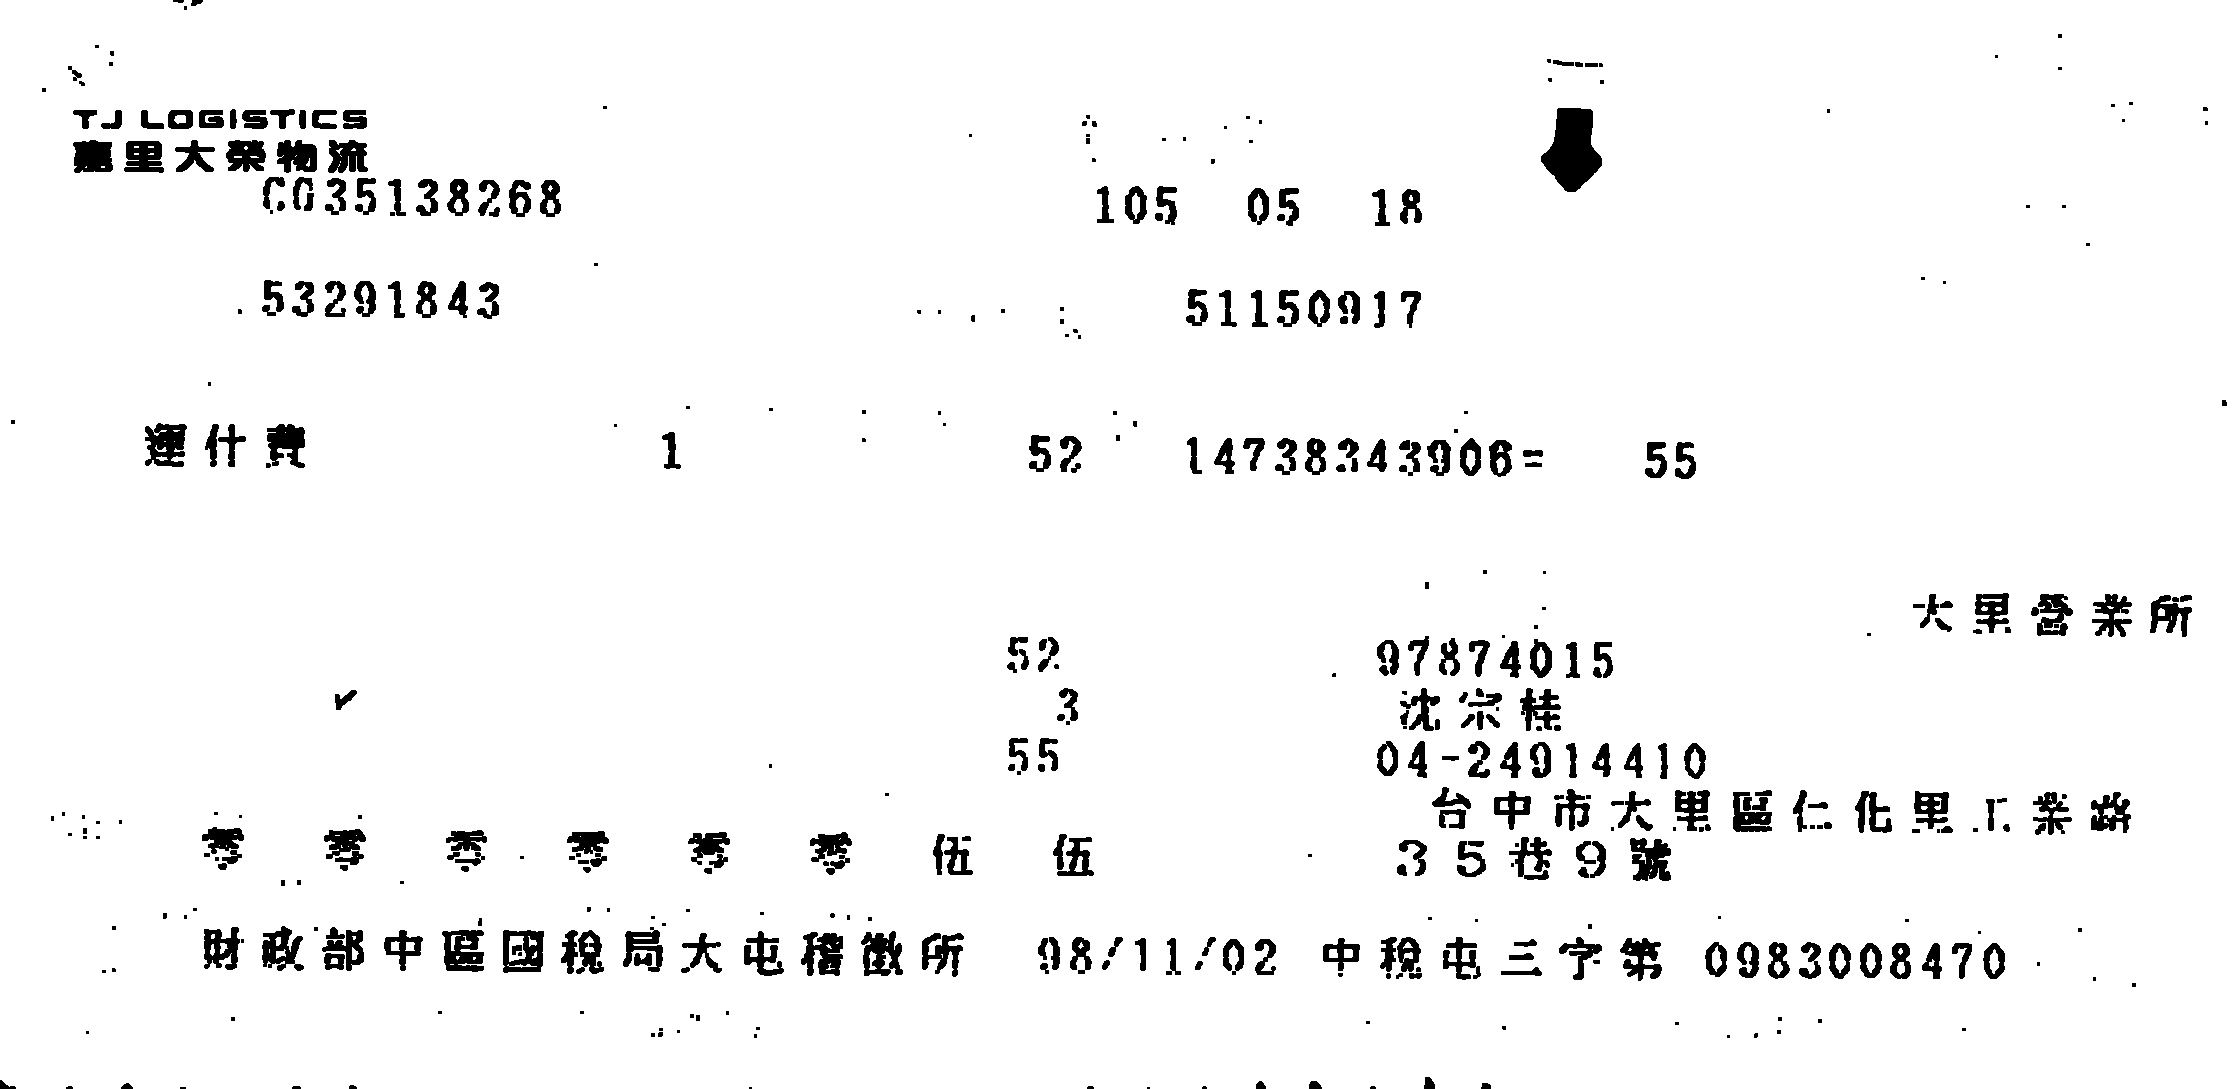 TJ LOGISTICS
嘉里大榮物流
C035138268 105 05 18
53291843 51150917
運什費 1 52 14738343906= 55
大里營業所
52 97874015
3 沈宗桂
55 04-24914410
台中市大里區仁化里工業路
零 零 零 零 零 零 伍 伍 35巷9號
財政部中區國稅局大屯稽徵所 98/11/02 中稅屯三字第 0983008470